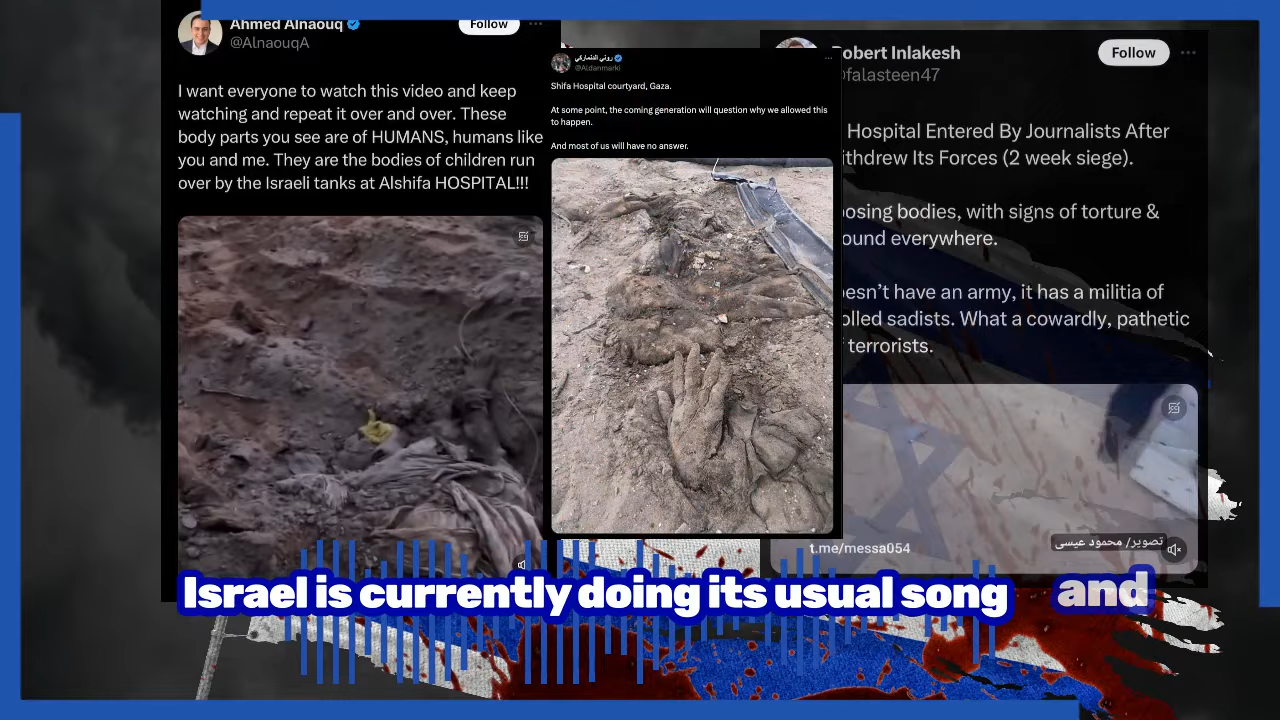 Ahmed Alnaouq
@AlnaouqA
Follow
I want everyone to watch this video and keep
watching and repeat it over and over. These
body parts you see are of HUMANS, humans like
you and me. They are the bodies of children run
over by the Israeli tanks at Alshifa HOSPITAL!!!
روني الدنماركي
@Aldanmarki
Shifa Hospital courtyard, Gaza.
At some point, the coming generation will question why we allowed this
to happen.
And most of us will have no answer.
Robert Inlakesh
@falasteen47
Follow
Hospital Entered By Journalists After
ithdrew Its Forces (2 week siege).
posing bodies, with signs of torture &
ound everywhere.
esn't have an army, it has a militia of
olled sadists. What a cowardly, pathetic
terrorists.
t.me/messa054
تصوير/ محمود عيسى
Israel is currently doing its usual song and